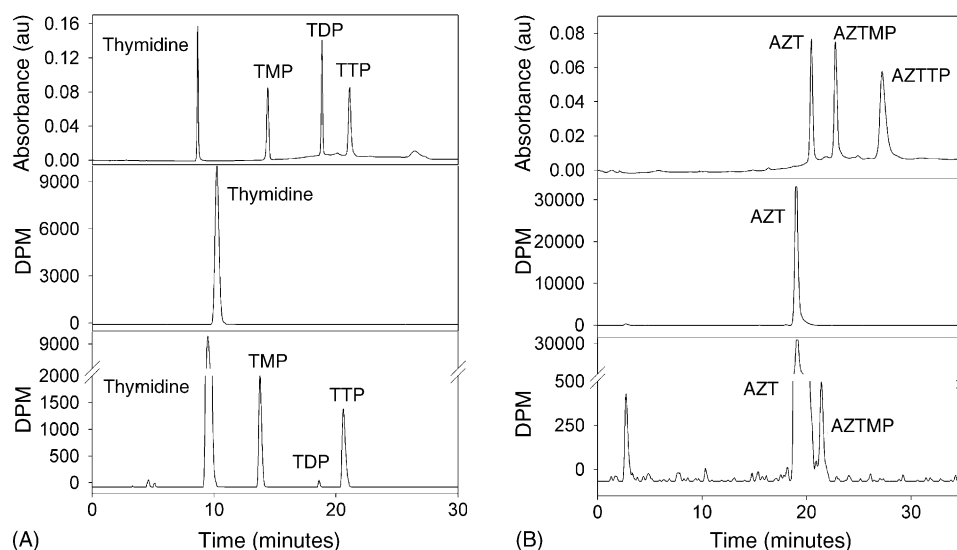 0.16
0.12
0.08
0.04
0.00
Absorbance (au)
Thymidine
TMP
TDP
TTP
9000
6000
3000
0
DPM
Thymidine
9000
2000
1500
1000
500
0
DPM
Thymidine
TMP
TDP
TTP
0 10 20 30
(A) Time (minutes)
0.08
0.06
0.04
0.02
0.00
Absorbance (au)
AZT
AZTMP
AZTTP
30000
20000
10000
0
DPM
AZT
30000
500
250
0
DPM
AZT
AZTMP
0 10 20 30
(B) Time (minutes)